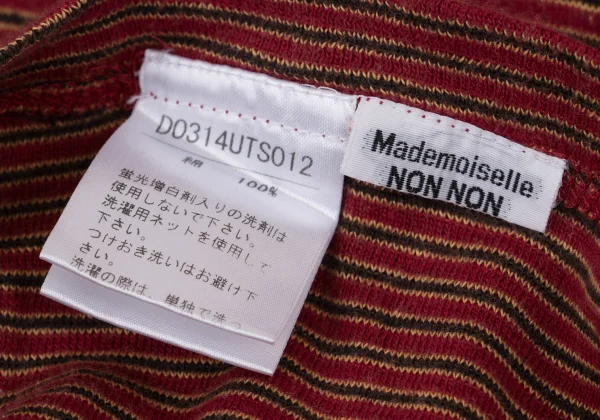 D0314UTS012
綿 100%
蛍光増白剤入りの洗剤は
使用しないで下さい。
洗濯用ネットを使用して
下さい。
つけおき洗いはお避け下
さい。
洗濯の際は、単独で洗っ
Mademoiselle
NON NON